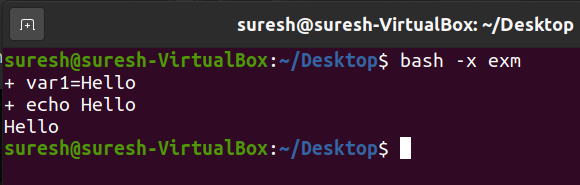 suresh@suresh-VirtualBox: ~/Desktop
suresh@suresh-VirtualBox:~/Desktop$ bash -x exm
+ var1=Hello
+ echo Hello
Hello
suresh@suresh-VirtualBox:~/Desktop$